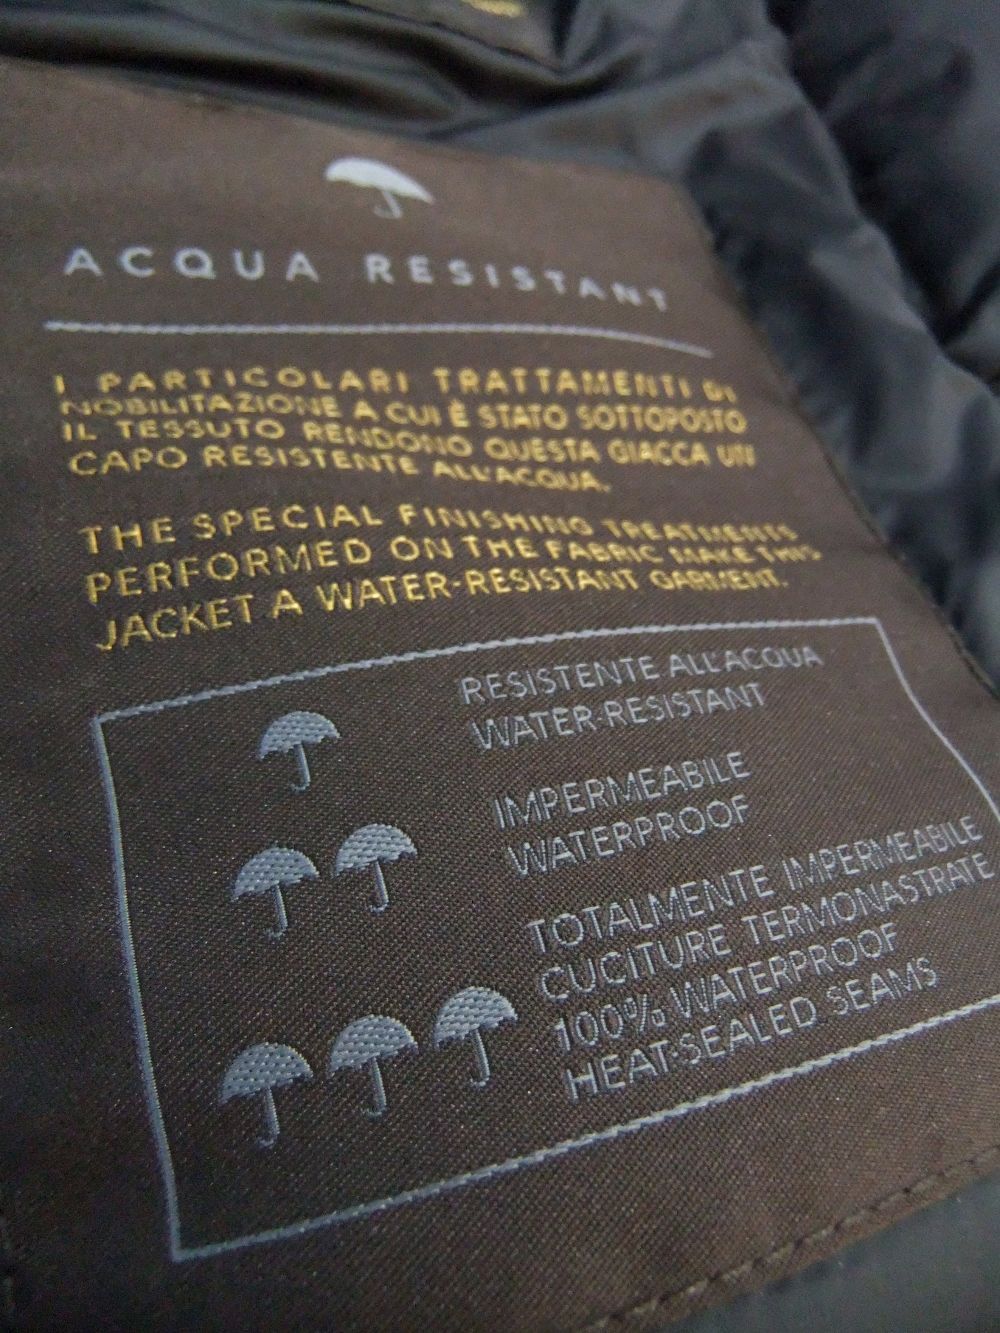 ACQUA RESISTANT
I PARTICOLARI TRATTAMENTI DI
NOBILITAZIONE A CUI È STATO SOTTOPOSTO
IL TESSUTO RENDONO QUESTA GIACCA UN
CAPO RESISTENTE ALL'ACQUA.
THE SPECIAL FINISHING TREATMENTS
PERFORMED ON THE FABRIC MAKE THIS
JACKET A WATER-RESISTANT GARMENT.
RESISTENTE ALL'ACQUA
WATER-RESISTANT
IMPERMEABILE
WATERPROOF
TOTALMENTE IMPERMEABILE
CUCITURE TERMONASTRATE
100% WATERPROOF
HEAT-SEALED SEAMS